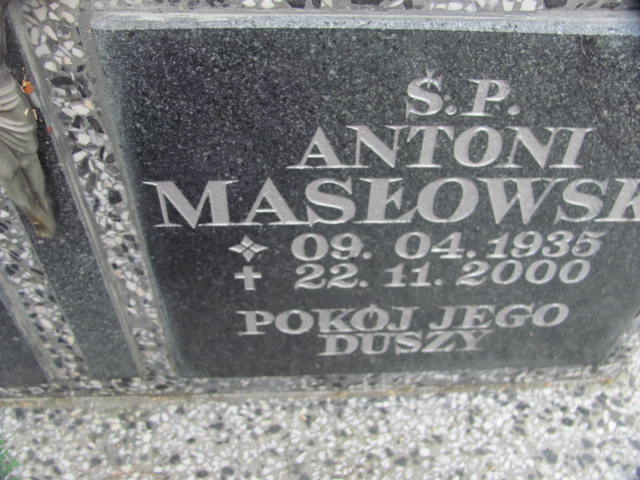 Ś.P.
ANTONI
MASŁOWSK
09. 04. 1935
22. 11. 2000
POKÓJ JEGO
DUSZY